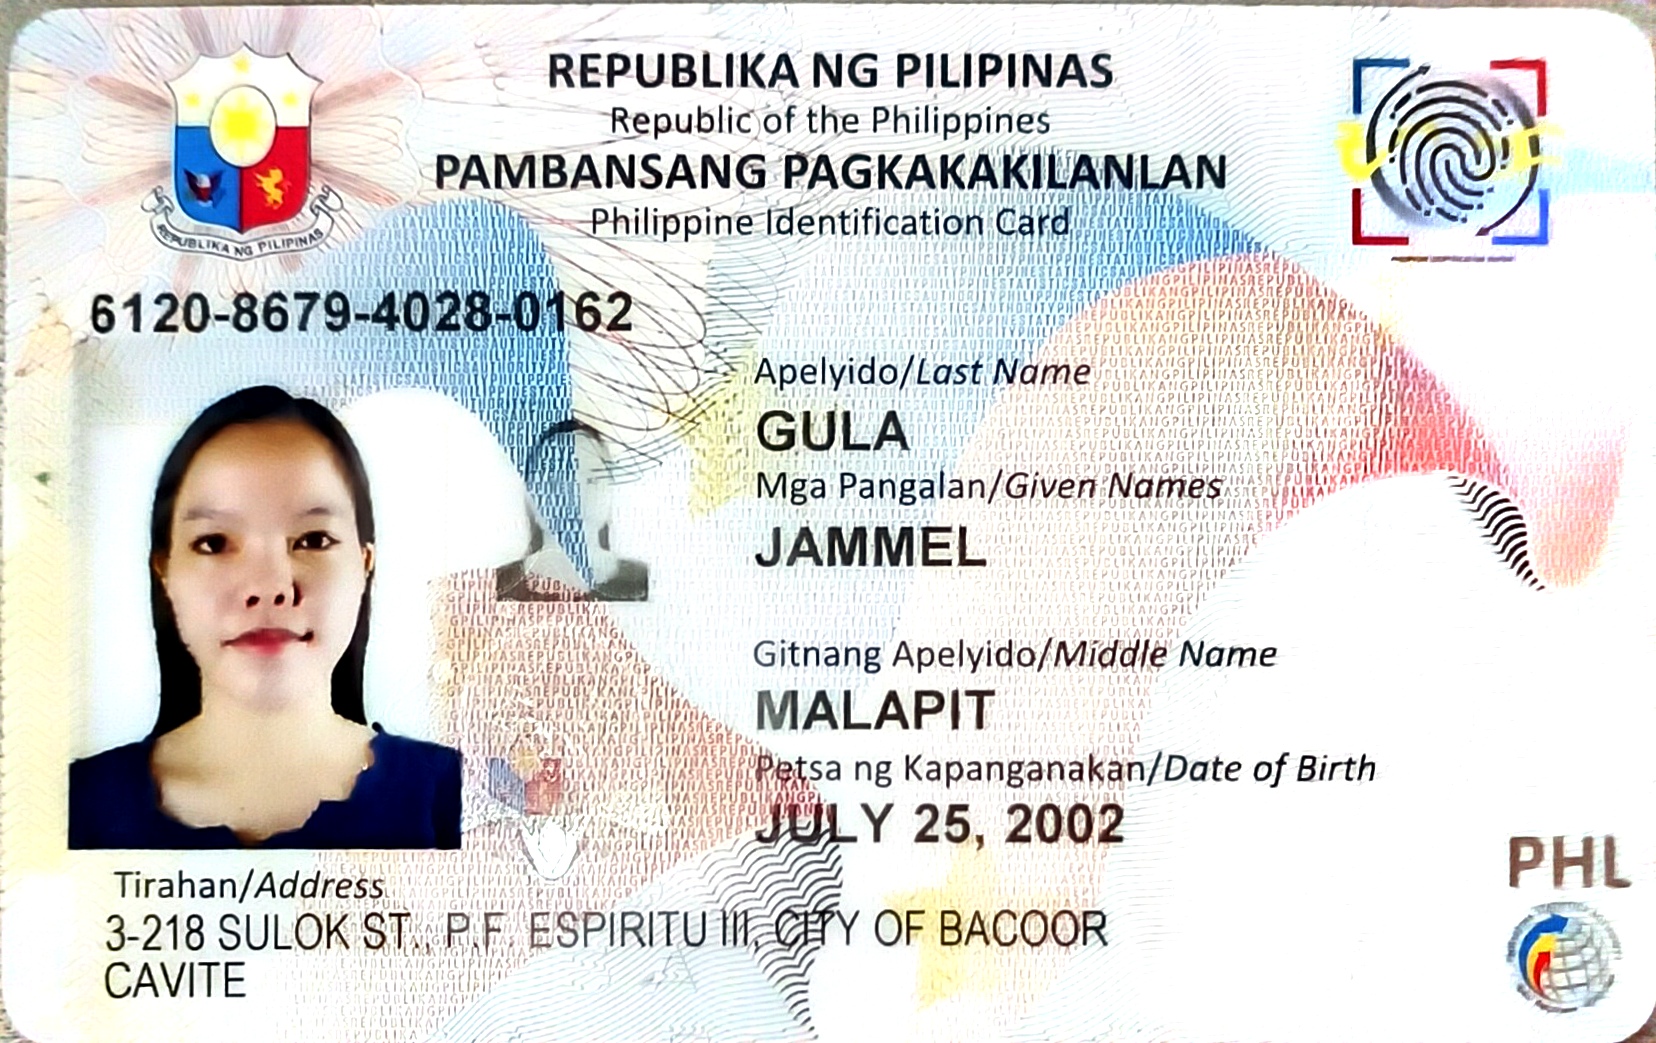 REPUBLIKA NG PILIPINAS
Republic of the Philippines
PAMBANSANG PAGKAKAKILANLAN
Philippine Identification Card
REPUBLIKA NG PILIPINAS
6120-8679-4028-0162
Apelyido/Last Name
GULA
Mga Pangalan/Given Names
JAMMEL
Gitnang Apelyido/Middle Name
MALAPIT
Petsa ng Kapanganakan/Date of Birth
JULY 25, 2002
PHL
Tirahan/Address
3-218 SULOK ST., P.F. ESPIRITU III, CITY OF BACOOR
CAVITE